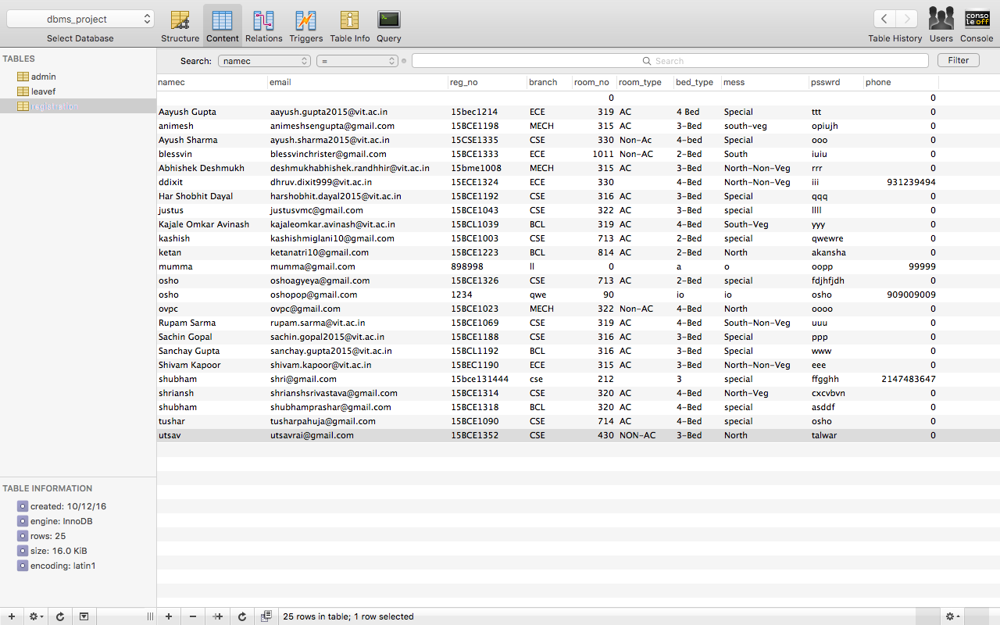 dbms_project
Select Database
Structure Content Relations Triggers Table Info Query
Table History Users Console
conso
le off
TABLES
admin
leavef
registration
Search: namec = Search Filter
namec email reg_no branch room_no room_type bed_type mess psswrd phone
0 0
Aayush Gupta aayush.gupta2015@vit.ac.in 15bec1214 ECE 319 AC 4 Bed Special ttt 0
animesh animeshsengupta@gmail.com 15BCE1198 MECH 315 AC 3-Bed south-veg opiujh 0
Ayush Sharma ayush.sharma2015@vit.ac.in 15CSE1335 CSE 330 Non-Ac 4-bed Special ooo 0
blessvin blessvinchrister@gmail.com 15BCE1333 ECE 1011 Non-AC 2-Bed South iuiu 0
Abhishek Deshmukh deshmukhabhishek.randhhir@vit.ac.in 15bme1008 MECH 315 AC 3-Bed North-Non-Veg rrr 0
ddixit dhruv.dixit999@vit.ac.in 15ECE1324 ECE 330 4-Bed North-Non-Veg iii 931239494
Har Shobhit Dayal harshobhit.dayal2015@vit.ac.in 15BCE1192 CSE 316 AC 3-Bed Special qqq 0
justus justusvmc@gmail.com 15BCE1043 CSE 322 AC 3-Bed special llll 0
Kajale Omkar Avinash kajaleomkar.avinash@vit.ac.in 15BCL1039 BCL 319 AC 4-Bed South-Veg yyy 0
kashish kashishmiglani10@gmail.com 15BCE1003 CSE 713 AC 2-Bed special qwewre 0
ketan ketanatri10@gmail.com 15BCE1223 BCL 814 AC 2-Bed North akansha 0
mumma mumma@gmail.com 898998 ll 0 a o oopp 99999
osho oshoagyeya@gmail.com 15BCE1326 CSE 713 AC 2-Bed special fdjhfjdh 0
osho oshopop@gmail.com 1234 qwe 90 io io osho 909009009
ovpc ovpc@gmail.com 15BCE1023 MECH 322 Non-AC 4-Bed North oooo 0
Rupam Sarma rupam.sarma@vit.ac.in 15BCE1069 CSE 319 AC 4-Bed South-Non-Veg uuu 0
Sachin Gopal sachin.gopal2015@vit.ac.in 15BCE1188 CSE 316 AC 3-Bed Special ppp 0
Sanchay Gupta sanchay.gupta2015@vit.ac.in 15BCL1192 BCL 316 AC 3-Bed Special www 0
Shivam Kapoor shivam.kapoor@vit.ac.in 15BEC1190 ECE 315 AC 3-Bed North-Non-Veg eee 0
shubham shri@gmail.com 15bce131444 cse 212 3 special ffgghh 2147483647
shriansh shrianshsrivastava@gmail.com 15BCE1314 CSE 320 AC 4-Bed North-Veg cxcvbvn 0
shubham shubhamprashar@gmail.com 15BCE1318 BCL 320 AC 4-Bed special asddf 0
tushar tusharpahuja@gmail.com 15BCE1090 CSE 714 AC 4-Bed special osho 0
utsav utsavrai@gmail.com 15BCE1352 CSE 430 NON-AC 3-Bed North talwar 0
TABLE INFORMATION
created: 10/12/16
engine: InnoDB
rows: 25
size: 16.0 KiB
encoding: latin1
25 rows in table; 1 row selected